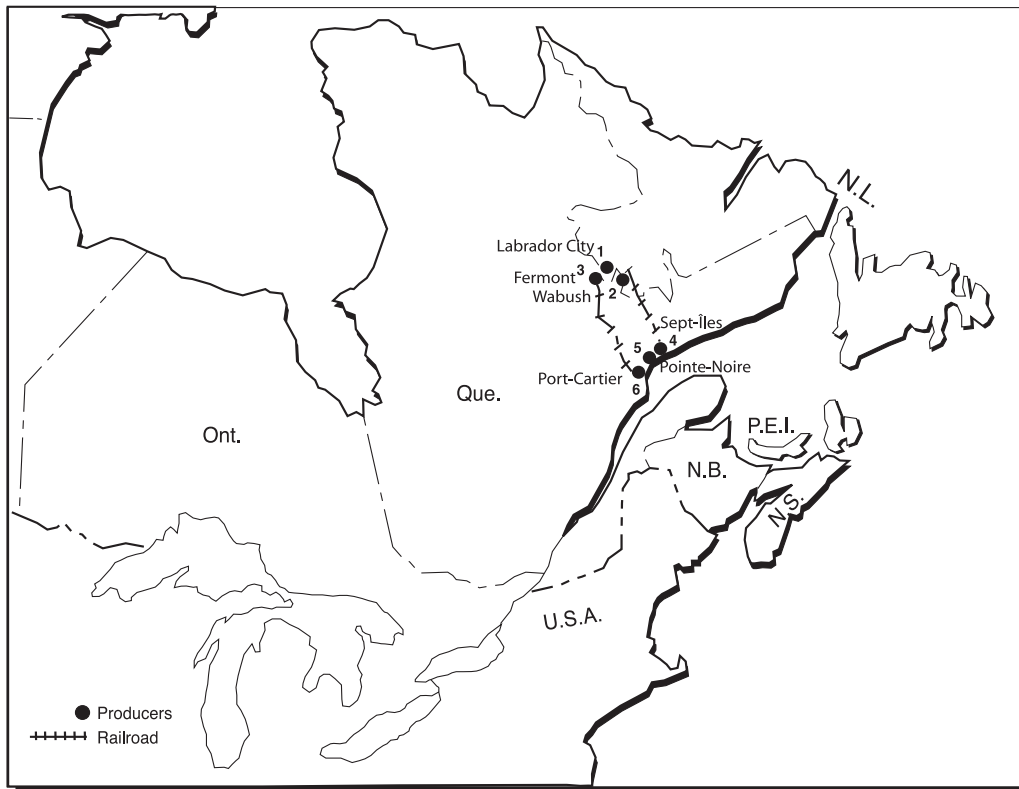 N.L.
Labrador City 1
3
Fermont
Wabush 2
Sept-Îles
5 4
Pointe-Noire
Port-Cartier
6
Que.
Ont.
P.E.I.
N.B.
N.S.
U.S.A.
Producers
Railroad